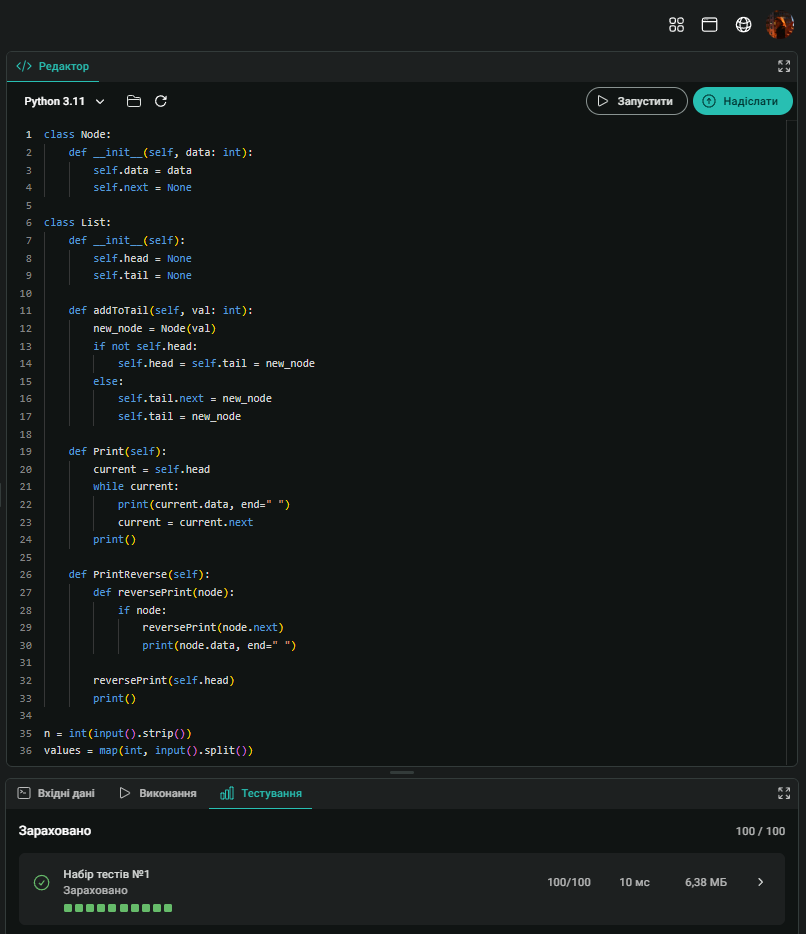 </> Редактор
Python 3.11
Запустити
Надіслати
1 class Node:
2     def __init__(self, data: int):
3         self.data = data
4         self.next = None
5
6 class List:
7     def __init__(self):
8         self.head = None
9         self.tail = None
10
11     def addToTail(self, val: int):
12         new_node = Node(val)
13         if not self.head:
14             self.head = self.tail = new_node
15         else:
16             self.tail.next = new_node
17             self.tail = new_node
18
19     def Print(self):
20         current = self.head
21         while current:
22             print(current.data, end=" ")
23             current = current.next
24         print()
25
26     def PrintReverse(self):
27         def reversePrint(node):
28             if node:
29                 reversePrint(node.next)
30                 print(node.data, end=" ")
31
32         reversePrint(self.head)
33         print()
34
35 n = int(input().strip())
36 values = map(int, input().split())
Вхідні дані
Виконання
Тестування
Зараховано
100 / 100
Набір тестів №1
Зараховано
100/100
10 мс
6,38 МБ